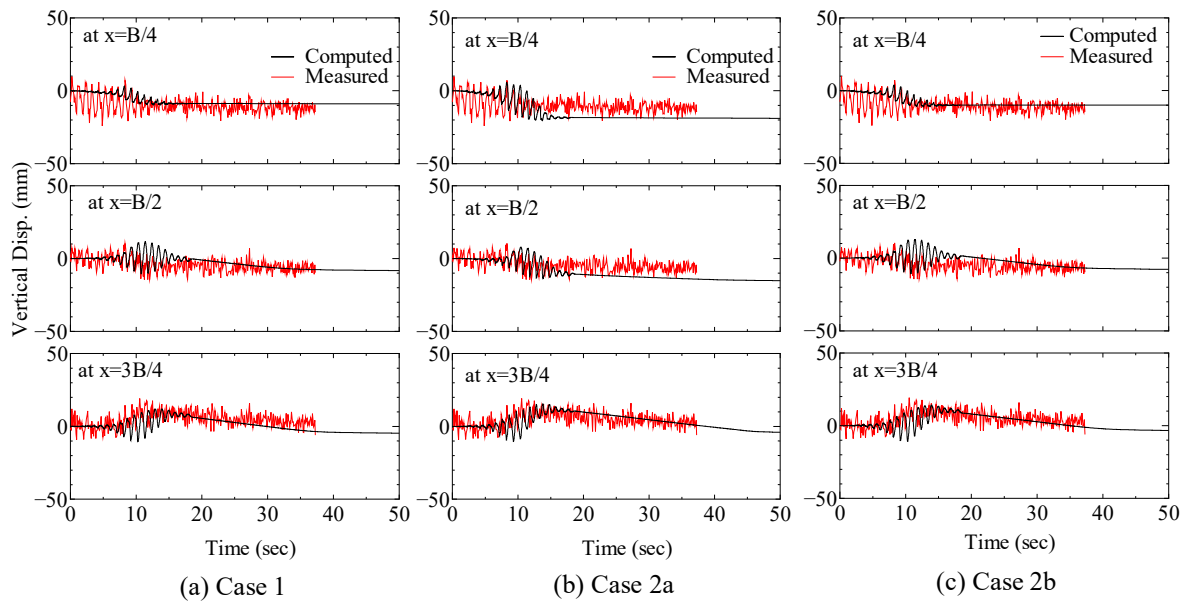 50
at x=B/4
Computed
Measured
0
−50
50
at x=B/2
0
−50
50
at x=3B/4
0
−50
0 10 20 30 40 50
Time (sec)
Vertical Disp. (mm)
(a) Case 1
50
at x=B/4
Computed
Measured
0
−50
50
at x=B/2
0
−50
50
at x=3B/4
0
−50
0 10 20 30 40 50
Time (sec)
(b) Case 2a
50
at x=B/4
Computed
Measured
0
−50
50
at x=B/2
0
−50
50
at x=3B/4
0
−50
0 10 20 30 40 50
Time (sec)
(c) Case 2b